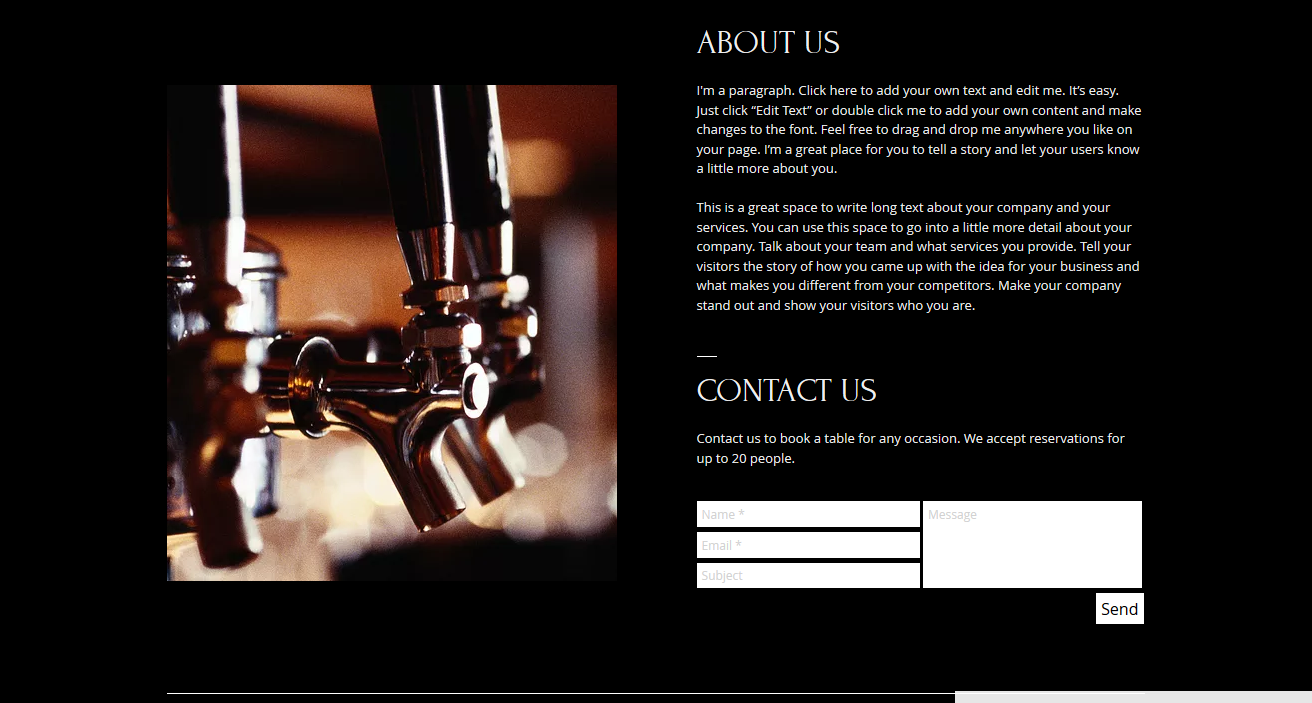 ABOUT US
I'm a paragraph. Click here to add your own text and edit me. It’s easy.
Just click “Edit Text” or double click me to add your own content and make
changes to the font. Feel free to drag and drop me anywhere you like on
your page. I’m a great place for you to tell a story and let your users know
a little more about you.
This is a great space to write long text about your company and your
services. You can use this space to go into a little more detail about your
company. Talk about your team and what services you provide. Tell your
visitors the story of how you came up with the idea for your business and
what makes you different from your competitors. Make your company
stand out and show your visitors who you are.
CONTACT US
Contact us to book a table for any occasion. We accept reservations for
up to 20 people.
Name *
Email *
Subject
Message
Send